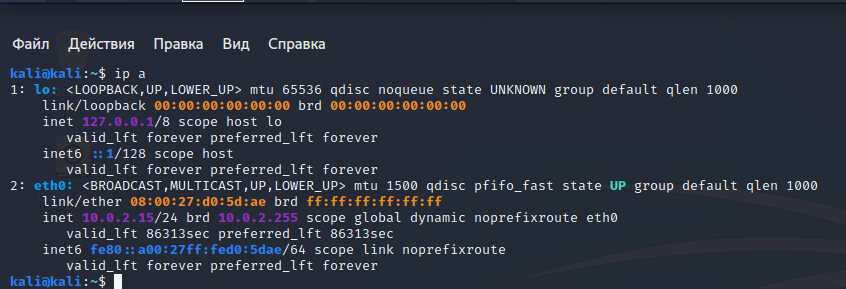 Файл Действия Правка Вид Справка
kali@kali:~$ ip a
1: lo: <LOOPBACK,UP,LOWER_UP> mtu 65536 qdisc noqueue state UNKNOWN group default qlen 1000
    link/loopback 00:00:00:00:00:00 brd 00:00:00:00:00:00
    inet 127.0.0.1/8 scope host lo
       valid_lft forever preferred_lft forever
    inet6 ::1/128 scope host
       valid_lft forever preferred_lft forever
2: eth0: <BROADCAST,MULTICAST,UP,LOWER_UP> mtu 1500 qdisc pfifo_fast state UP group default qlen 1000
    link/ether 08:00:27:d0:5d:ae brd ff:ff:ff:ff:ff:ff
    inet 10.0.2.15/24 brd 10.0.2.255 scope global dynamic noprefixroute eth0
       valid_lft 86313sec preferred_lft 86313sec
    inet6 fe80::a00:27ff:fed0:5dae/64 scope link noprefixroute
       valid_lft forever preferred_lft forever
kali@kali:~$